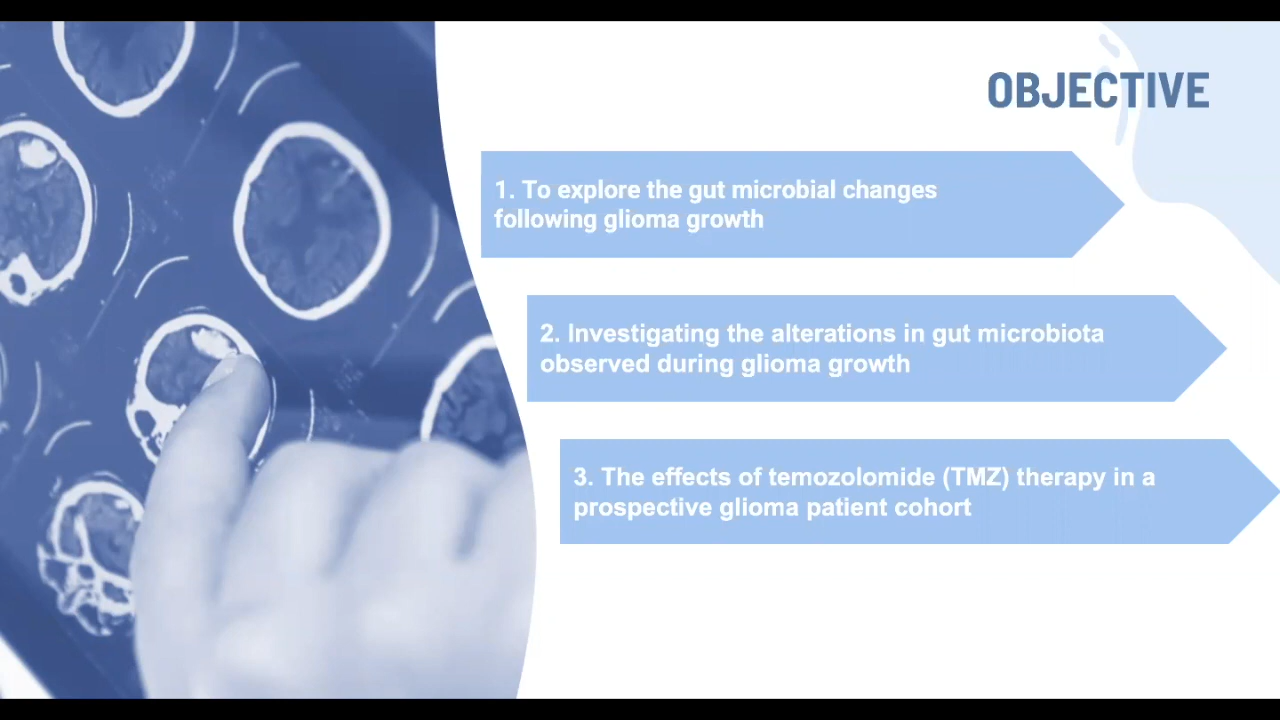 OBJECTIVE
1. To explore the gut microbial changes
following glioma growth
2. Investigating the alterations in gut microbiota
observed during glioma growth
3. The effects of temozolomide (TMZ) therapy in a
prospective glioma patient cohort